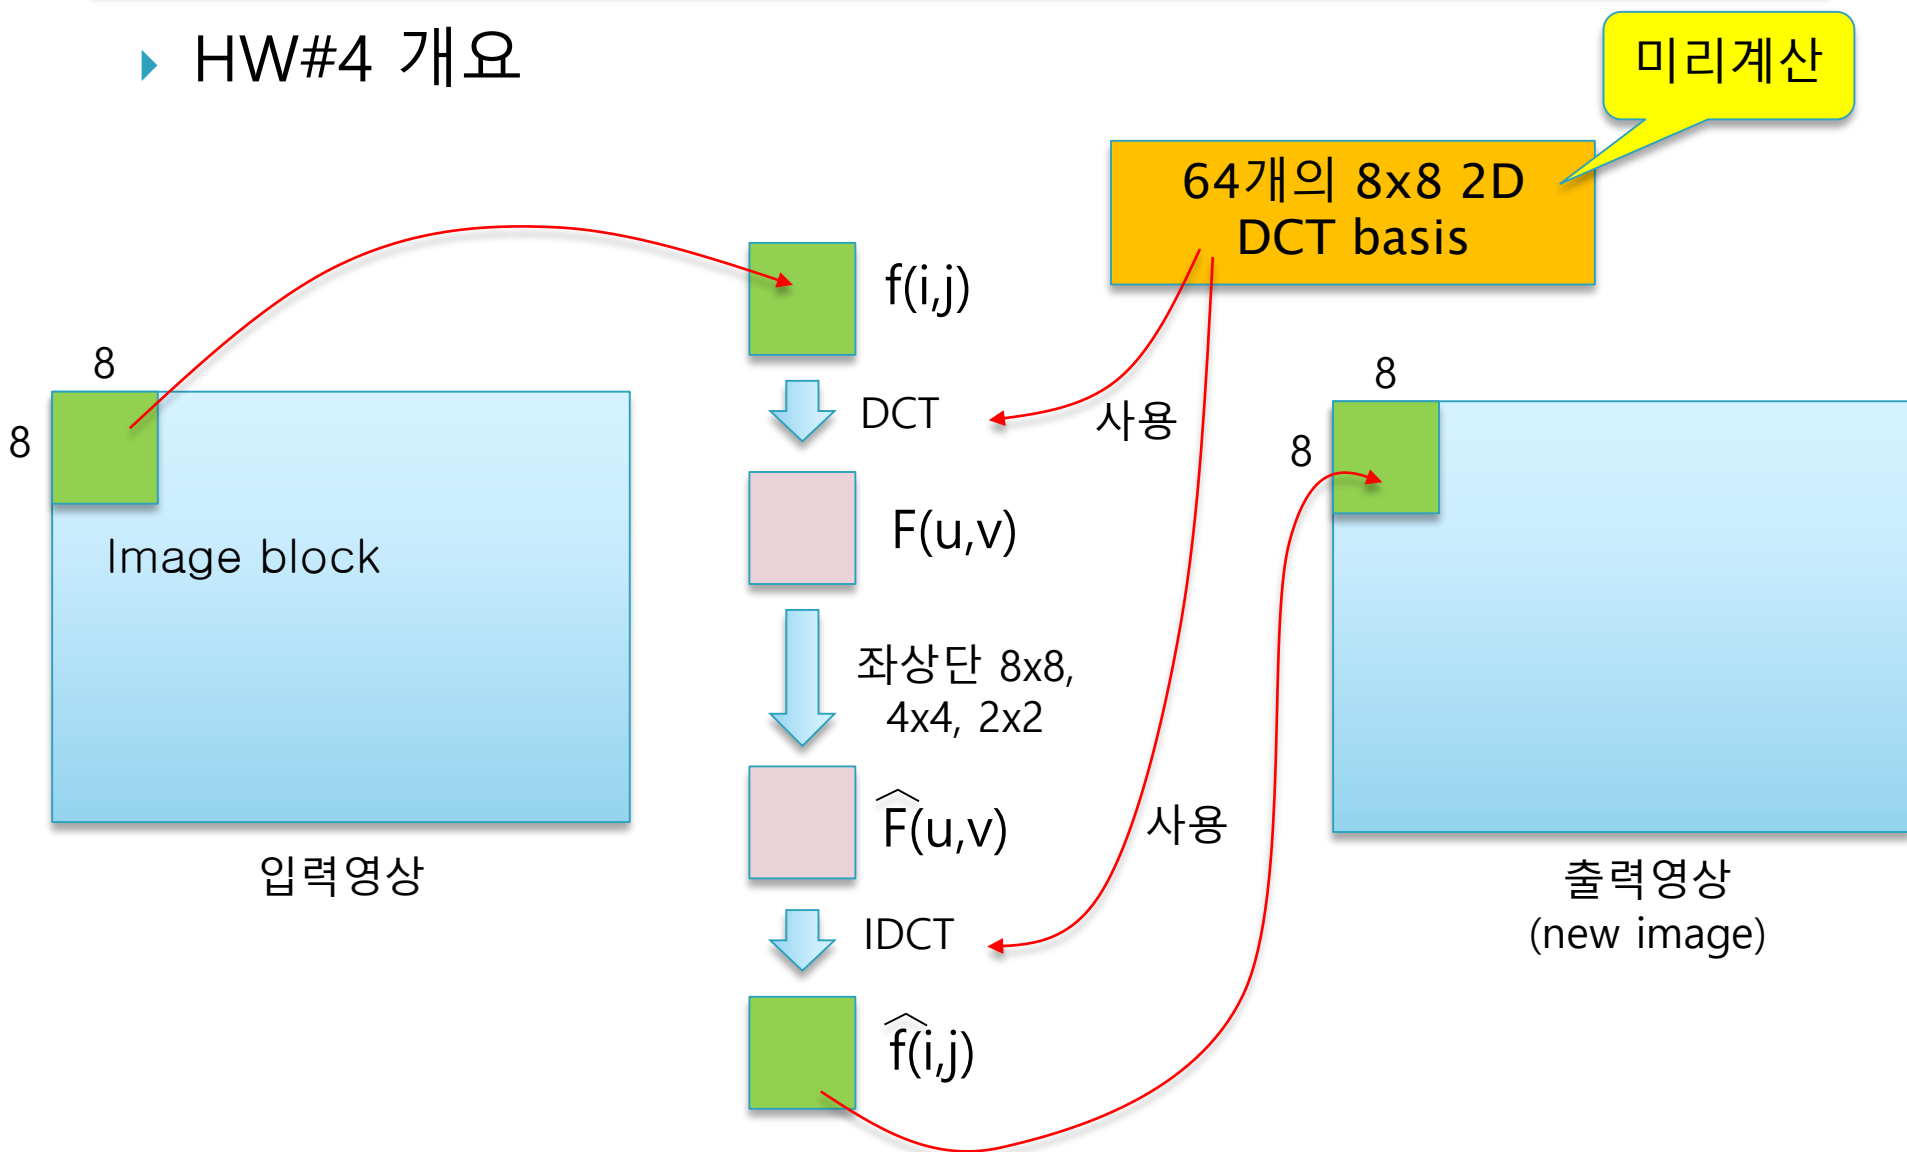 HW#4 개요
미리계산
64개의 8x8 2D
DCT basis
f(i,j)
8
8
Image block
입력영상
DCT
사용
F(u,v)
좌상단 8x8,
4x4, 2x2
F̂(u,v)
사용
IDCT
f̂(i,j)
8
8
출력영상
(new image)